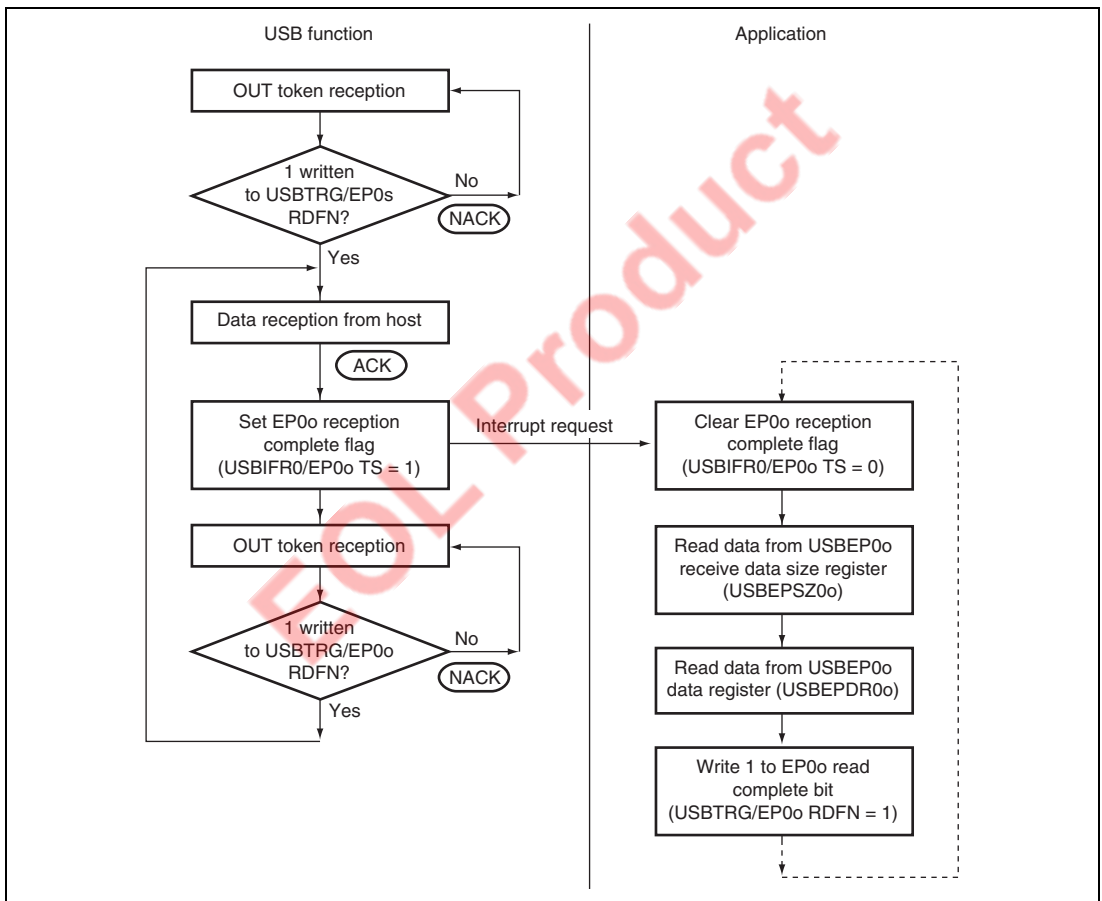 USB function
Application
OUT token reception
1 written
to USBTRG/EP0s
RDFN?
No
NACK
Yes
Data reception from host
ACK
Set EP0o reception
complete flag
(USBIFR0/EP0o TS = 1)
Interrupt request
Clear EP0o reception
complete flag
(USBIFR0/EP0o TS = 0)
OUT token reception
Read data from USBEP0o
receive data size register
(USBEPSZ0o)
1 written
to USBTRG/EP0o
RDFN?
No
NACK
Yes
Read data from USBEP0o
data register (USBEPDR0o)
Write 1 to EP0o read
complete bit
(USBTRG/EP0o RDFN = 1)
EOL Product